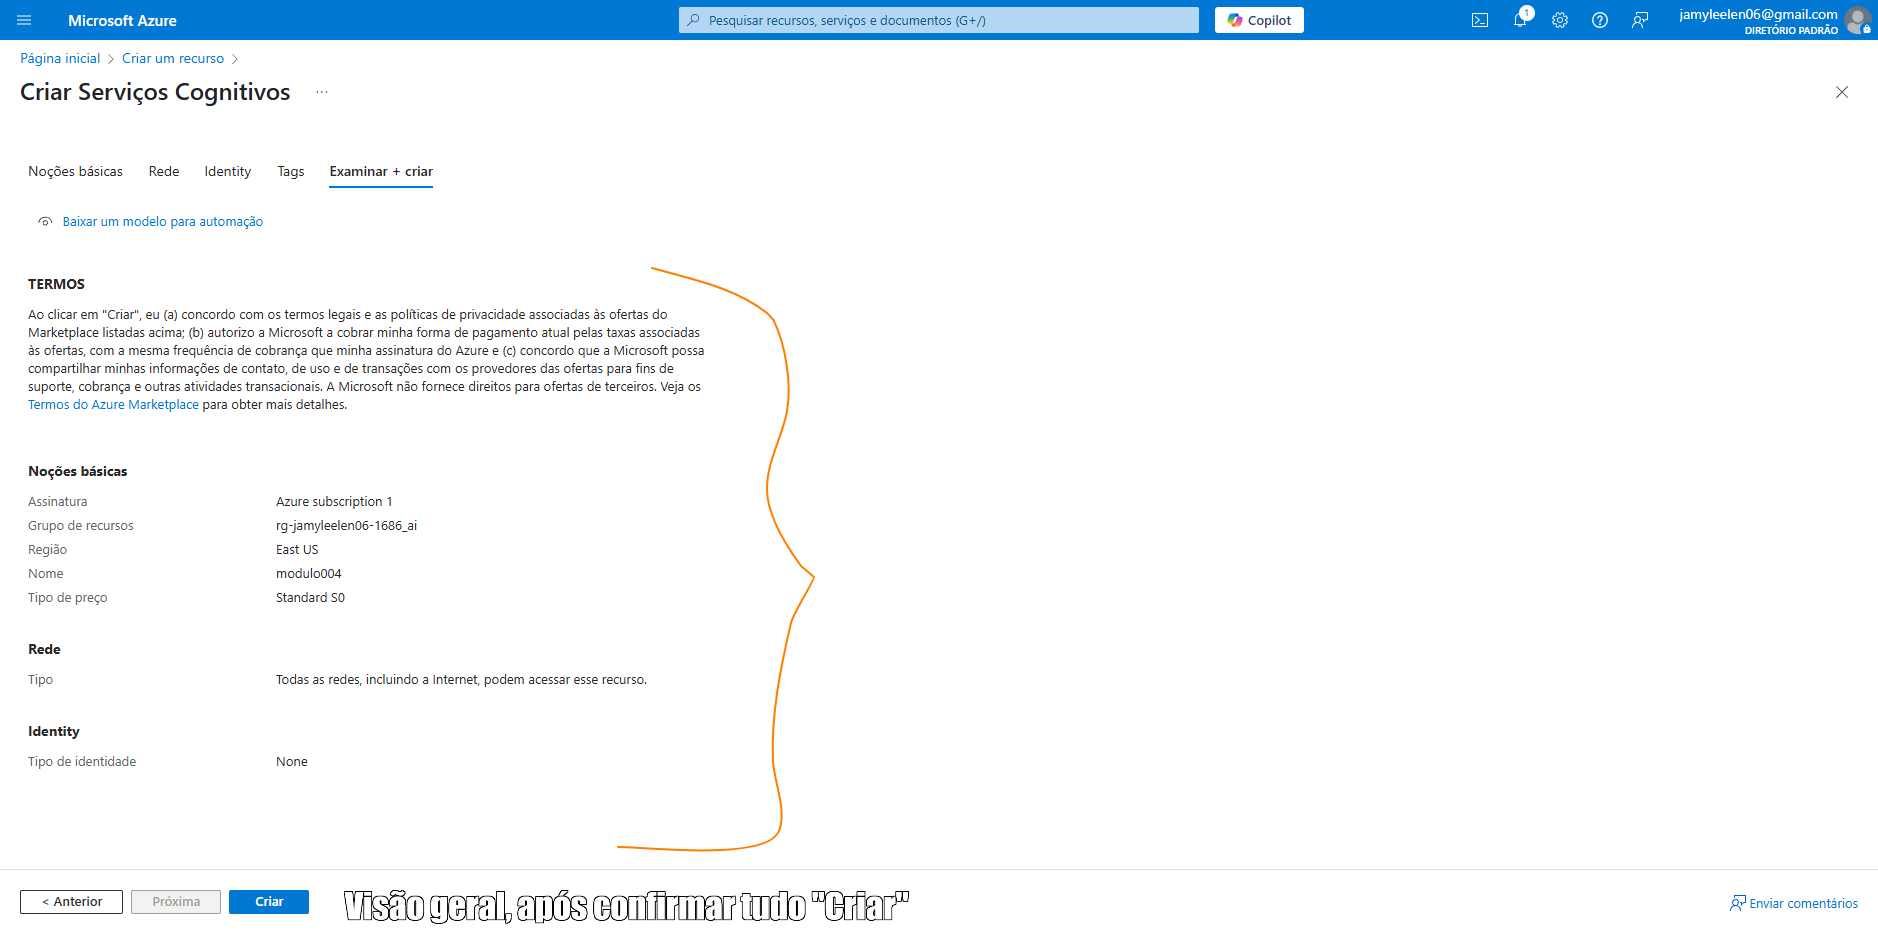 Microsoft Azure
Pesquisar recursos, serviços e documentos (G+/)
Copilot
1
jamyleelen06@gmail.com
DIRETÓRIO PADRÃO
Página inicial > Criar um recurso >
Criar Serviços Cognitivos ...
Noções básicas Rede Identity Tags Examinar + criar
Baixar um modelo para automação
TERMOS
Ao clicar em "Criar", eu (a) concordo com os termos legais e as políticas de privacidade associadas às ofertas do
Marketplace listadas acima; (b) autorizo a Microsoft a cobrar minha forma de pagamento atual pelas taxas associadas
às ofertas, com a mesma frequência de cobrança que minha assinatura do Azure e (c) concordo que a Microsoft possa
compartilhar minhas informações de contato, de uso e de transações com os provedores das ofertas para fins de
suporte, cobrança e outras atividades transacionais. A Microsoft não fornece direitos para ofertas de terceiros. Veja os
Termos do Azure Marketplace para obter mais detalhes.
Noções básicas
Assinatura Azure subscription 1
Grupo de recursos rg-jamyleelen06-1686_ai
Região East US
Nome modulo004
Tipo de preço Standard S0
Rede
Tipo Todas as redes, incluindo a Internet, podem acessar esse recurso.
Identity
Tipo de identidade None
< Anterior Próxima Criar
Visão geral, após confirmar tudo "Criar"
Enviar comentários